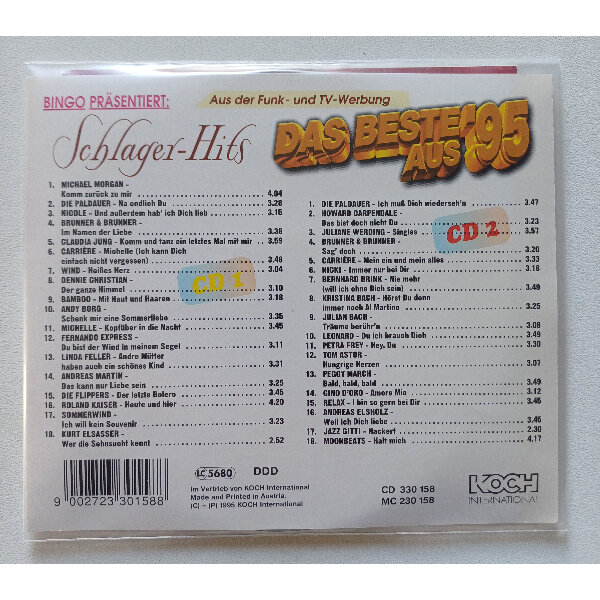 BINGO PRÄSENTIERT:
Aus der Funk- und TV-Werbung
Schlager-Hits
DAS BESTE AUS '95
CD 1
1. MICHAEL MORGAN -
Komm zurück zu mir 4.04
2. DIE PALDAUER - Na endlich Du 3.28
3. NICOLE - Und außerdem hab' ich Dich lieb 3.15
4. BRUNNER & BRUNNER -
Im Namen der Liebe 3.38
5. CLAUDIA JUNG - Komm und tanz ein letztes Mal mit mir 3.59
6. CARRIÈRE - Michelle (Ich kann Dich
einfach nicht vergessen) 3.48
7. WIND - Heißes Herz 3.04
8. DENNIE CHRISTIAN -
Der ganze Himmel 3.10
9. BAMBOO - Mit Haut und Haaren 3.18
10. ANDY BORG -
Schenk mir eine Sommerliebe 3.35
11. MICHELLE - Kopfüber in die Nacht 3.45
12. FERNANDO EXPRESS -
Du bist der Wind in meinem Segel 3.11
13. LINDA FELLER - Andre Mütter
haben auch ein schönes Kind 3.31
14. ANDREAS MARTIN -
Das kann nur Liebe sein 3.25
15. DIE FLIPPERS - Der letzte Bolero 3.45
16. ROLAND KAISER - Heute und hier 4.20
17. SOMMERWIND -
Ich will kein Souvenir 3.23
18. KURT ELSASSER -
Wer die Sehnsucht kennt 2.52
CD 2
1. DIE PALDAUER - Ich muß Dich wiederseh'n 3.47
2. HOWARD CARPENDALE -
Das bist doch nicht Du 3.23
3. JULIANE WERDING - Singles 3.57
4. BRUNNER & BRUNNER -
Sag' doch 3.20
5. CARRIÈRE - Mein ein und mein alles 3.33
6. NICKI - Immer nur bei Dir 3.16
7. BERNHARD BRINK - Nie mehr
(will ich ohne Dich sein) 3.49
8. KRISTINA BACH - Hörst Du denn
immer noch Al Martino 3.25
9. JULIAN BACH -
Träume berühr'n 3.08
10. LEONARD - Du ich brauch Dich 3.49
11. PETRA FREY - Hey, Du 3.30
12. TOM ASTOR -
Hungrige Herzen 3.07
13. PEGGY MARCH -
Bald, bald, bald 3.49
14. GINO D'ORO - Amore Mio 3.12
15. RELAX - I bin so gern bei Dir 3.45
16. ANDREAS ELSHOLZ -
Weil ich Dich liebe 3.45
17. JAZZ GITTI - Nackert 2.30
18. MOONBEATS - Halt mich 4.17
9 002723 301588
LC 5680
DDD
Im Vertrieb von KOCH International
Made and Printed in Austria.
(C) - (P) 1995 KOCH International
CD 330 158
MC 230 158
KOCH
INTERNATIONAL